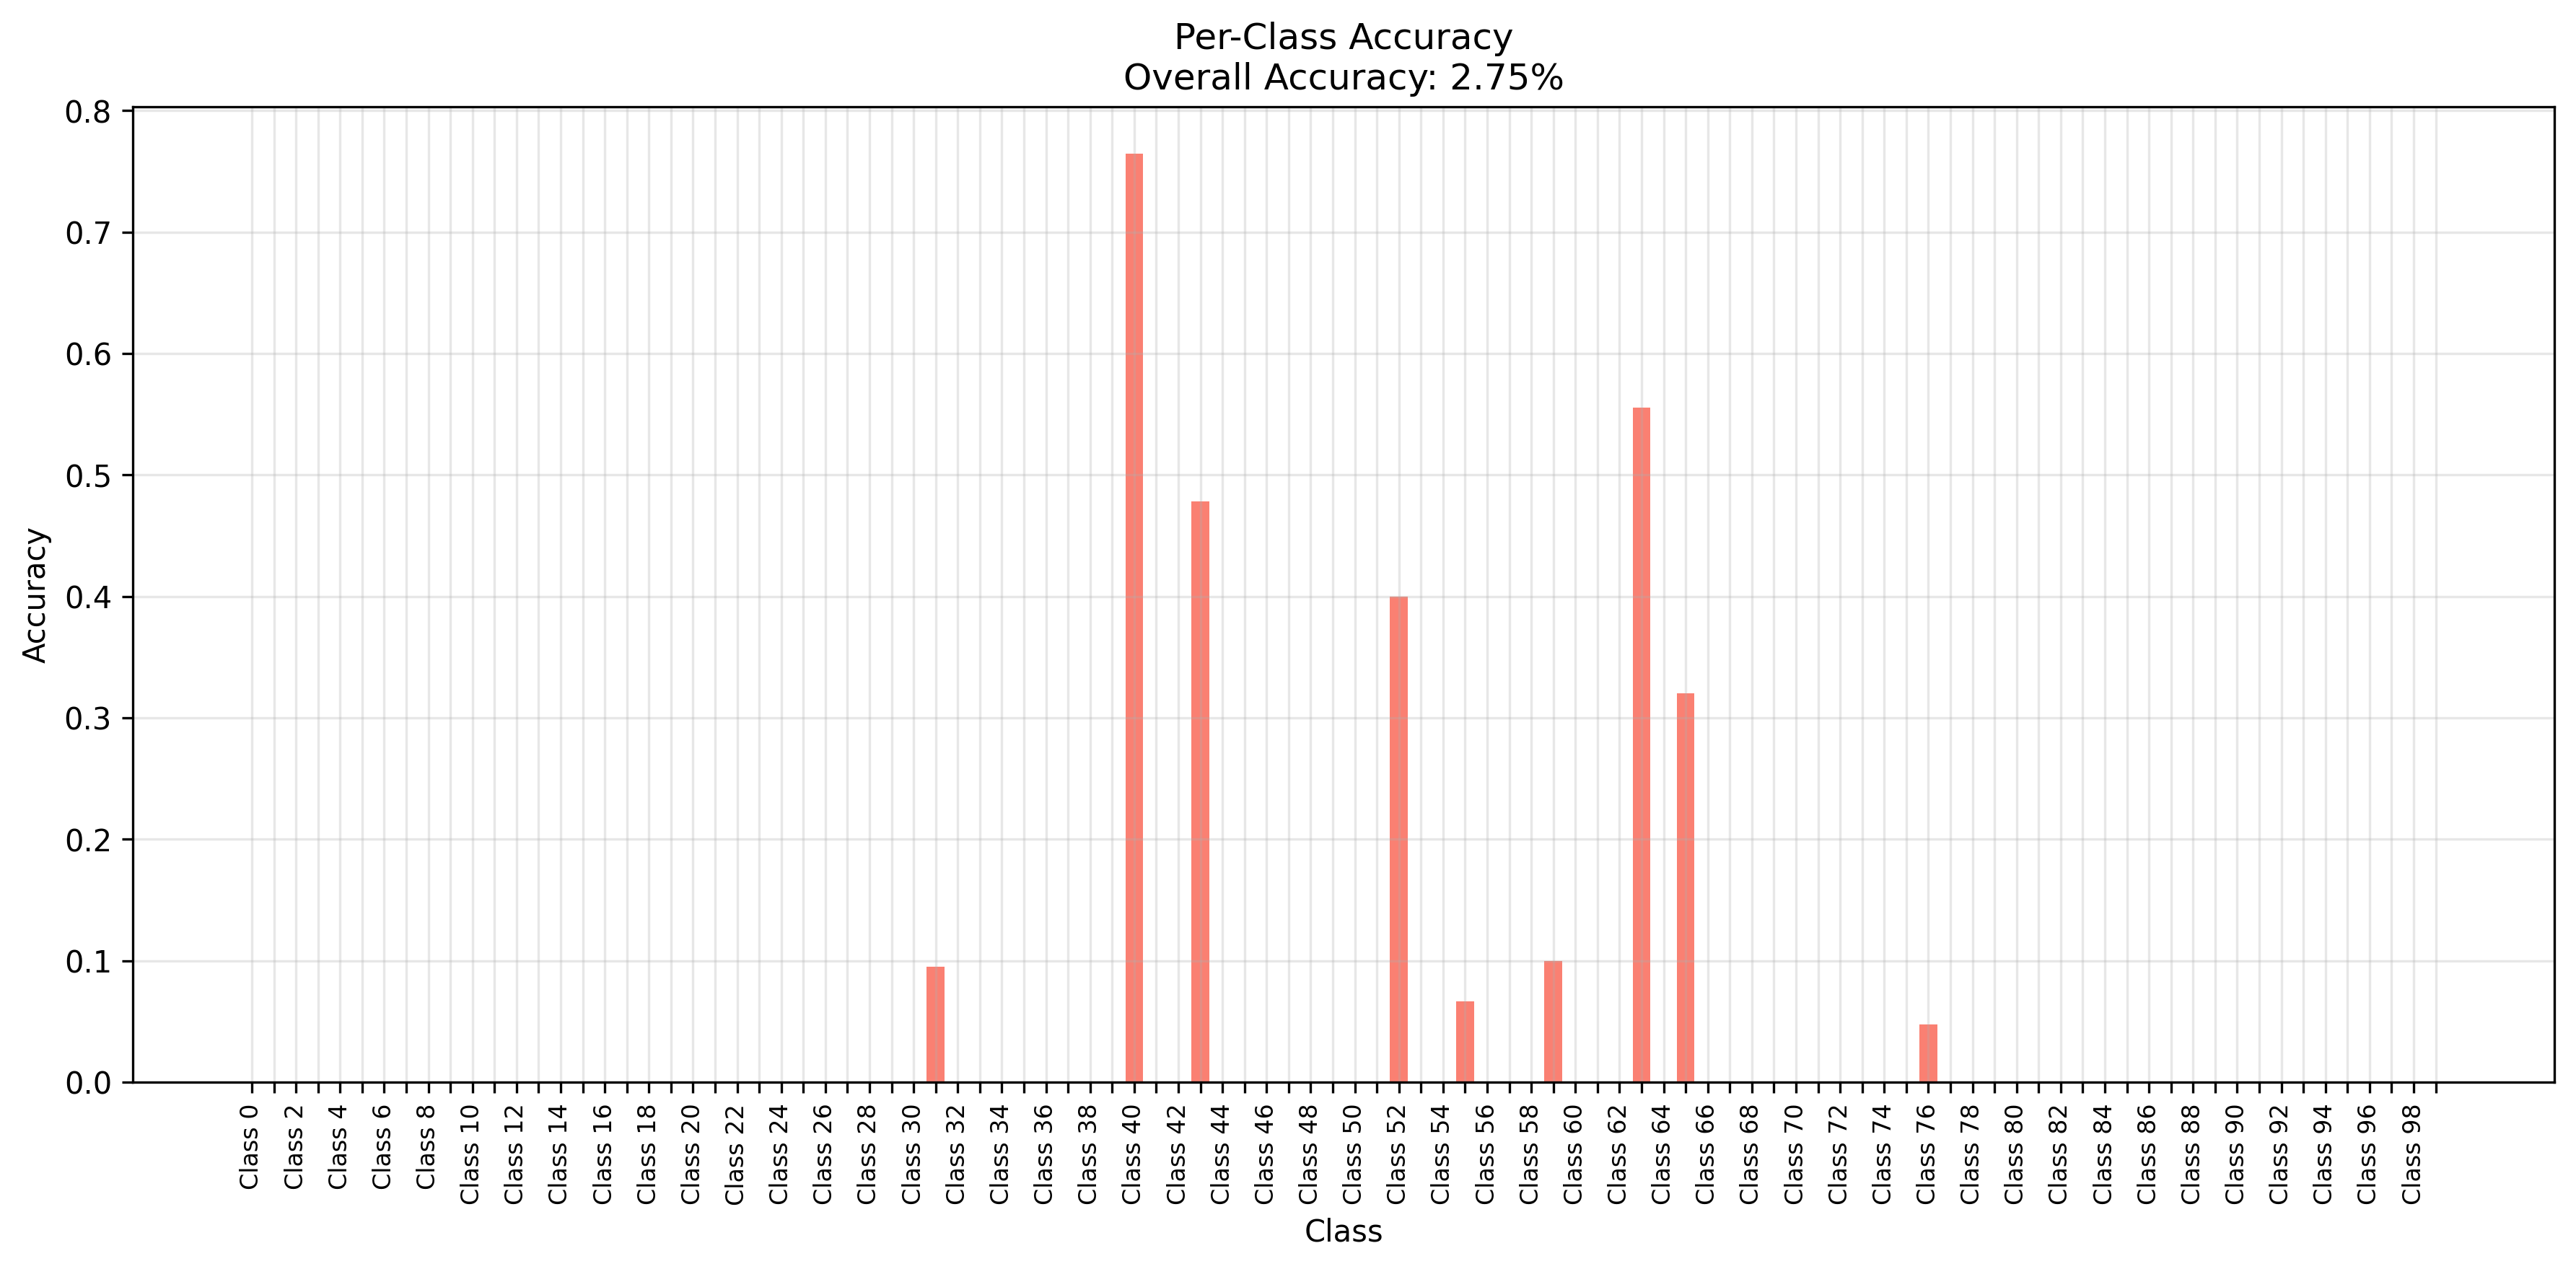 Per-Class Accuracy
Overall Accuracy: 2.75%
Accuracy
0.8
0.7
0.6
0.5
0.4
0.3
0.2
0.1
0.0
Class 0
Class 2
Class 4
Class 6
Class 8
Class 10
Class 12
Class 14
Class 16
Class 18
Class 20
Class 22
Class 24
Class 26
Class 28
Class 30
Class 32
Class 34
Class 36
Class 38
Class 40
Class 42
Class 44
Class 46
Class 48
Class 50
Class 52
Class 54
Class 56
Class 58
Class 60
Class 62
Class 64
Class 66
Class 68
Class 70
Class 72
Class 74
Class 76
Class 78
Class 80
Class 82
Class 84
Class 86
Class 88
Class 90
Class 92
Class 94
Class 96
Class 98
Class